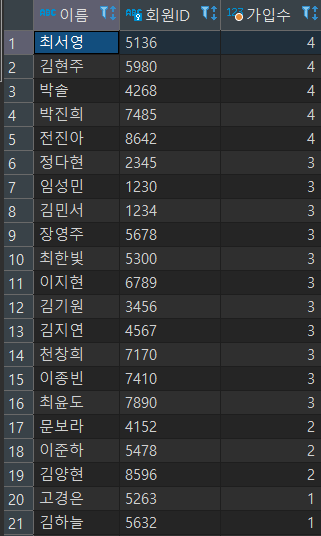 ABC 이름 ABC 회원ID 123 가입수
1 최서영 5136 4
2 김현주 5980 4
3 박솔 4268 4
4 박진희 7485 4
5 전진아 8642 4
6 정다현 2345 3
7 임성민 1230 3
8 김민서 1234 3
9 장영주 5678 3
10 최한빛 5300 3
11 이지현 6789 3
12 김기원 3456 3
13 김지연 4567 3
14 천창희 7170 3
15 이종빈 7410 3
16 최윤도 7890 3
17 문보라 4152 2
18 이준하 5478 2
19 김양현 8596 2
20 고경은 5263 1
21 김하늘 5632 1